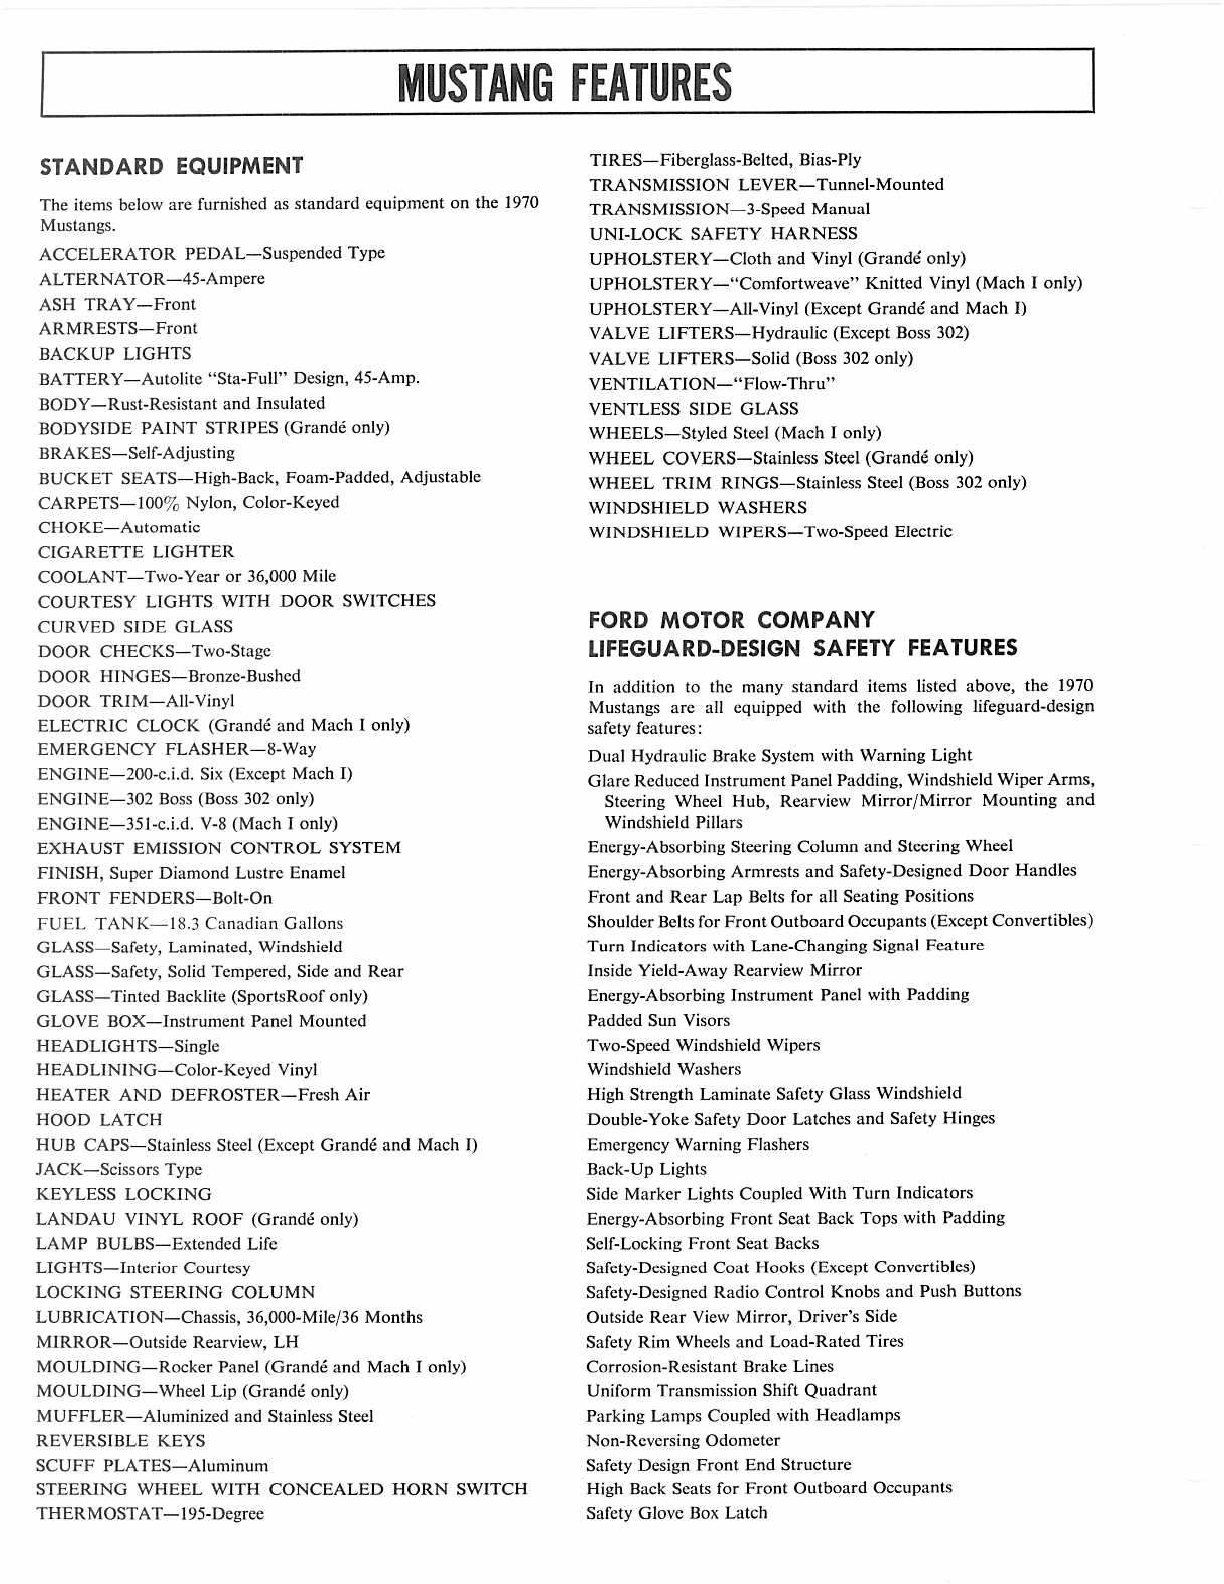 MUSTANG FEATURES
STANDARD EQUIPMENT
The items below are furnished as standard equipment on the 1970
Mustangs.
ACCELERATOR PEDAL—Suspended Type
ALTERNATOR—45-Ampere
ASH TRAY—Front
ARMRESTS—Front
BACKUP LIGHTS
BATTERY—Autolite “Sta-Full” Design, 45-Amp.
BODY—Rust-Resistant and Insulated
BODYSIDE PAINT STRIPES (Grandé only)
BRAKES—Self-Adjusting
BUCKET SEATS—High-Back, Foam-Padded, Adjustable
CARPETS—100% Nylon, Color-Keyed
CHOKE—Automatic
CIGARETTE LIGHTER
COOLANT—Two-Year or 36,000 Mile
COURTESY LIGHTS WITH DOOR SWITCHES
CURVED SIDE GLASS
DOOR CHECKS—Two-Stage
DOOR HINGES—Bronze-Bushed
DOOR TRIM—All-Vinyl
ELECTRIC CLOCK (Grandé and Mach I only)
EMERGENCY FLASHER—8-Way
ENGINE—200-c.i.d. Six (Except Mach I)
ENGINE—302 Boss (Boss 302 only)
ENGINE—351-c.i.d. V-8 (Mach I only)
EXHAUST EMISSION CONTROL SYSTEM
FINISH, Super Diamond Lustre Enamel
FRONT FENDERS—Bolt-On
FUEL TANK—18.3 Canadian Gallons
GLASS—Safety, Laminated, Windshield
GLASS—Safety, Solid Tempered, Side and Rear
GLASS—Tinted Backlite (SportsRoof only)
GLOVE BOX—Instrument Panel Mounted
HEADLIGHTS—Single
HEADLINING—Color-Keyed Vinyl
HEATER AND DEFROSTER—Fresh Air
HOOD LATCH
HUB CAPS—Stainless Steel (Except Grandé and Mach I)
JACK—Scissors Type
KEYLESS LOCKING
LANDAU VINYL ROOF (Grandé only)
LAMP BULBS—Extended Life
LIGHTS—Interior Courtesy
LOCKING STEERING COLUMN
LUBRICATION—Chassis, 36,000-Mile/36 Months
MIRROR—Outside Rearview, LH
MOULDING—Rocker Panel (Grandé and Mach I only)
MOULDING—Wheel Lip (Grandé only)
MUFFLER—Aluminized and Stainless Steel
REVERSIBLE KEYS
SCUFF PLATES—Aluminum
STEERING WHEEL WITH CONCEALED HORN SWITCH
THERMOSTAT—195-Degree
TIRES—Fiberglass-Belted, Bias-Ply
TRANSMISSION LEVER—Tunnel-Mounted
TRANSMISSION—3-Speed Manual
UNI-LOCK SAFETY HARNESS
UPHOLSTERY—Cloth and Vinyl (Grandé only)
UPHOLSTERY—“Comfortweave” Knitted Vinyl (Mach I only)
UPHOLSTERY—All-Vinyl (Except Grandé and Mach I)
VALVE LIFTERS—Hydraulic (Except Boss 302)
VALVE LIFTERS—Solid (Boss 302 only)
VENTILATION—“Flow-Thru”
VENTLESS SIDE GLASS
WHEELS—Styled Steel (Mach I only)
WHEEL COVERS—Stainless Steel (Grandé only)
WHEEL TRIM RINGS—Stainless Steel (Boss 302 only)
WINDSHIELD WASHERS
WINDSHIELD WIPERS—Two-Speed Electric
FORD MOTOR COMPANY
LIFEGUARD-DESIGN SAFETY FEATURES
In addition to the many standard items listed above, the 1970
Mustangs are all equipped with the following lifeguard-design
safety features:
Dual Hydraulic Brake System with Warning Light
Glare Reduced Instrument Panel Padding, Windshield Wiper Arms,
Steering Wheel Hub, Rearview Mirror/Mirror Mounting and
Windshield Pillars
Energy-Absorbing Steering Column and Steering Wheel
Energy-Absorbing Armrests and Safety-Designed Door Handles
Front and Rear Lap Belts for all Seating Positions
Shoulder Belts for Front Outboard Occupants (Except Convertibles)
Turn Indicators with Lane-Changing Signal Feature
Inside Yield-Away Rearview Mirror
Energy-Absorbing Instrument Panel with Padding
Padded Sun Visors
Two-Speed Windshield Wipers
Windshield Washers
High Strength Laminate Safety Glass Windshield
Double-Yoke Safety Door Latches and Safety Hinges
Emergency Warning Flashers
Back-Up Lights
Side Marker Lights Coupled With Turn Indicators
Energy-Absorbing Front Seat Back Tops with Padding
Self-Locking Front Seat Backs
Safety-Designed Coat Hooks (Except Convertibles)
Safety-Designed Radio Control Knobs and Push Buttons
Outside Rear View Mirror, Driver's Side
Safety Rim Wheels and Load-Rated Tires
Corrosion-Resistant Brake Lines
Uniform Transmission Shift Quadrant
Parking Lamps Coupled with Headlamps
Non-Reversing Odometer
Safety Design Front End Structure
High Back Seats for Front Outboard Occupants
Safety Glove Box Latch